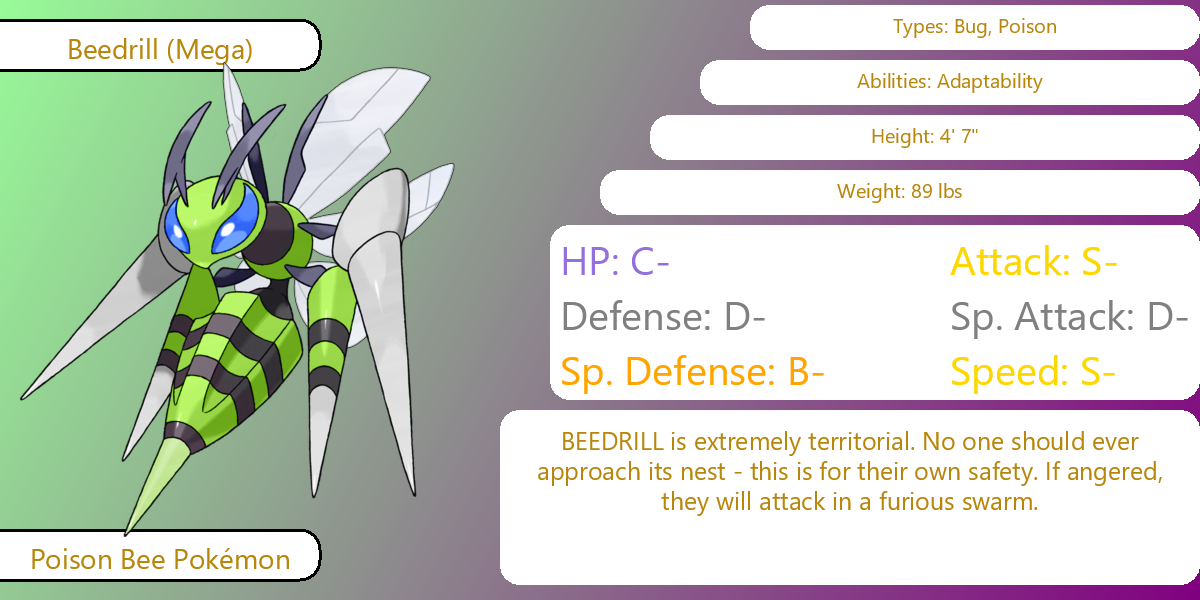 Beedrill (Mega)
Types: Bug, Poison
Abilities: Adaptability
Height: 4' 7"
Weight: 89 lbs
HP: C-
Attack: S-
Defense: D-
Sp. Attack: D-
Sp. Defense: B-
Speed: S-
BEEDRILL is extremely territorial. No one should ever
approach its nest - this is for their own safety. If angered,
they will attack in a furious swarm.
Poison Bee Pokémon